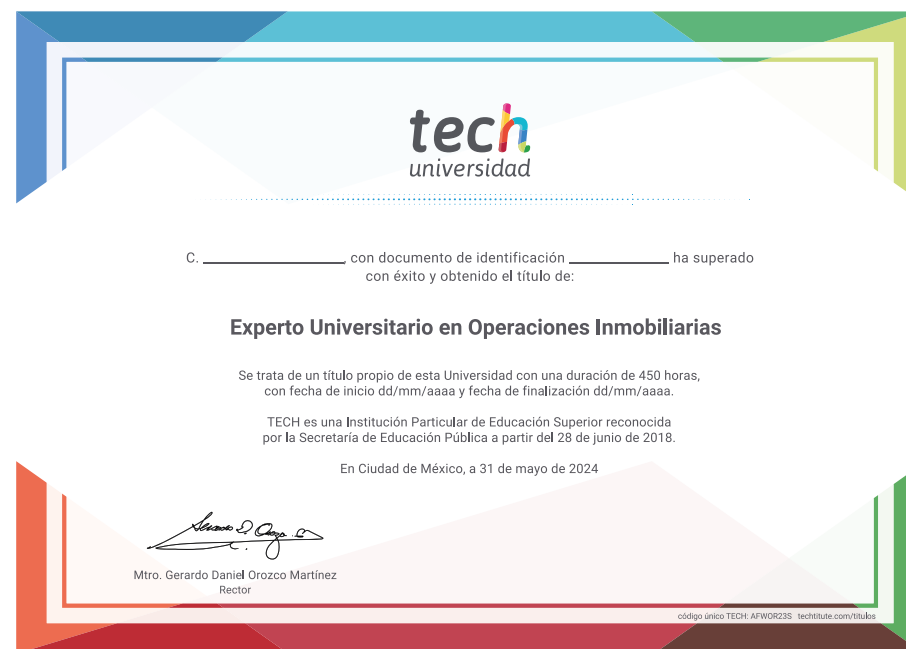 tech
universidad
C. ____________, con documento de identificación ____________ ha superado
con éxito y obtenido el título de:
Experto Universitario en Operaciones Inmobiliarias
Se trata de un título propio de esta Universidad con una duración de 450 horas,
con fecha de inicio dd/mm/aaaa y fecha de finalización dd/mm/aaaa.
TECH es una Institución Particular de Educación Superior reconocida
por la Secretaría de Educación Pública a partir del 28 de junio de 2018.
En Ciudad de México, a 31 de mayo de 2024
Mtro. Gerardo Daniel Orozco Martínez
Rector
código único TECH: AFWOR23S techtitute.com/titulos